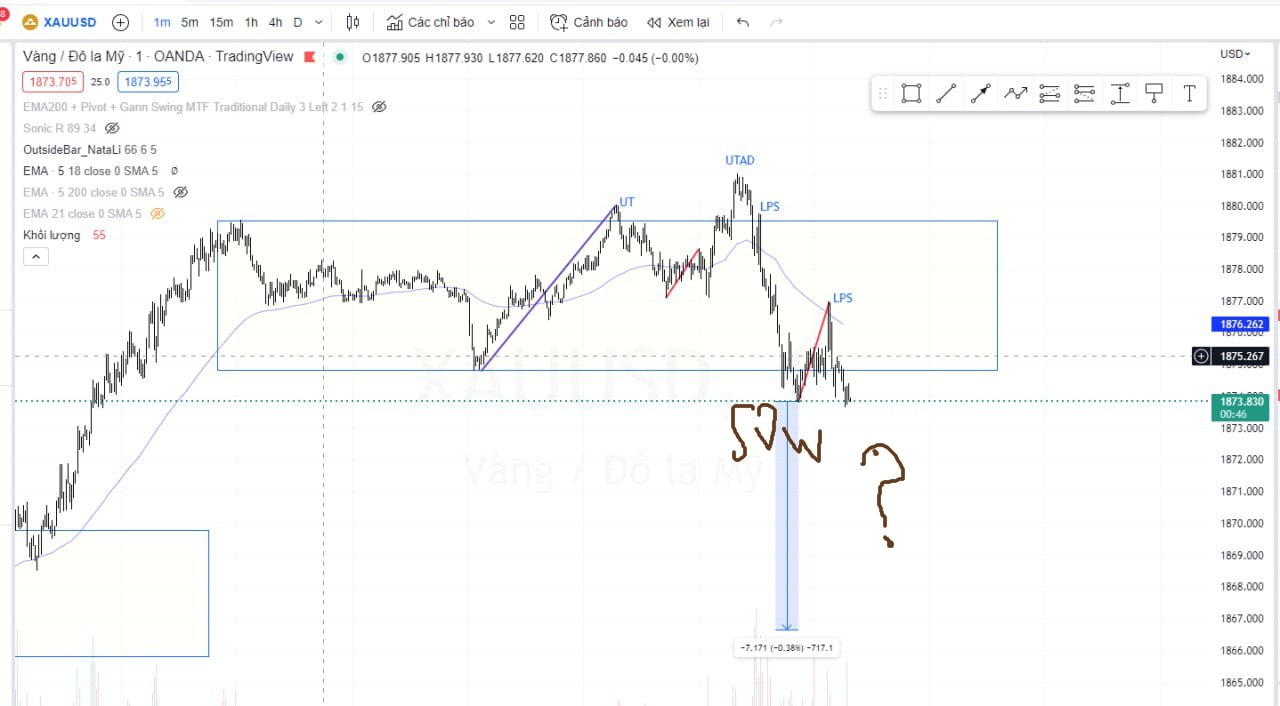 8
XAUUSD 1m 5m 15m 1h 4h D Các chỉ báo Cảnh báo Xem lại
Vàng / Đô la Mỹ · 1 · OANDA · TradingView O1877.905 H1877.930 L1877.620 C1877.860 −0.045 (−0.00%)
USD
1873.705 25.0 1873.955
EMA200 + Pivot + Gann Swing MTF Traditional Daily 3 Left 2 1 15
Sonic R 89 34
OutsideBar_NataLi 66 6 5
EMA · 5 18 close 0 SMA 5
EMA · 5 200 close 0 SMA 5
EMA 21 close 0 SMA 5
Khối lượng 55
T
UTAD
UT
LPS
LPS
XAUUSD
Vàng / Đô la Mỹ
SOW ?
−7.171 (−0.38%) −717.1
1884.000
1883.000
1882.000
1881.000
1880.000
1879.000
1878.000
1877.000
1876.262
1875.267
1873.830
00:46
1873.000
1872.000
1871.000
1870.000
1869.000
1868.000
1867.000
1866.000
1865.000